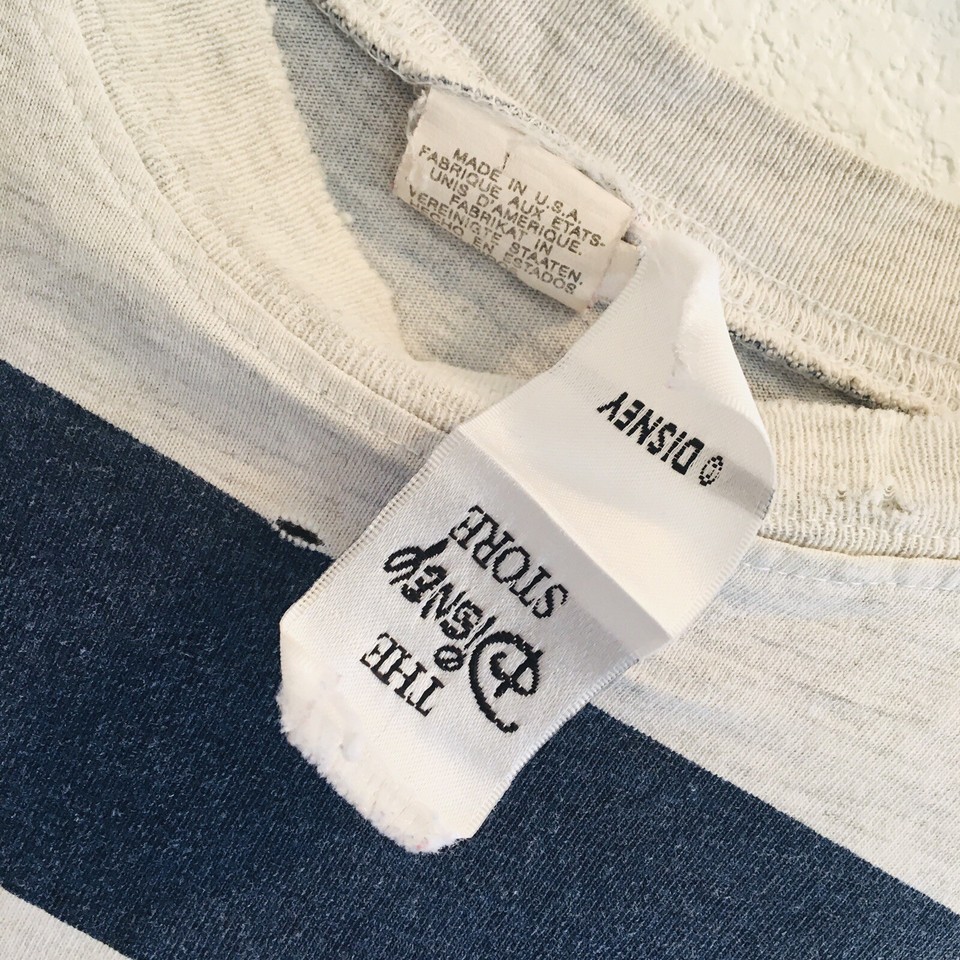 MADE IN U.S.A.
FABRIQUE AUX ETATS-
UNIS D'AMERIQUE.
FABRIKAT IN
VEREINIGTE STAATEN.
HECHO EN ESTADOS
© DISNEY
THE
DISNEY
STORE